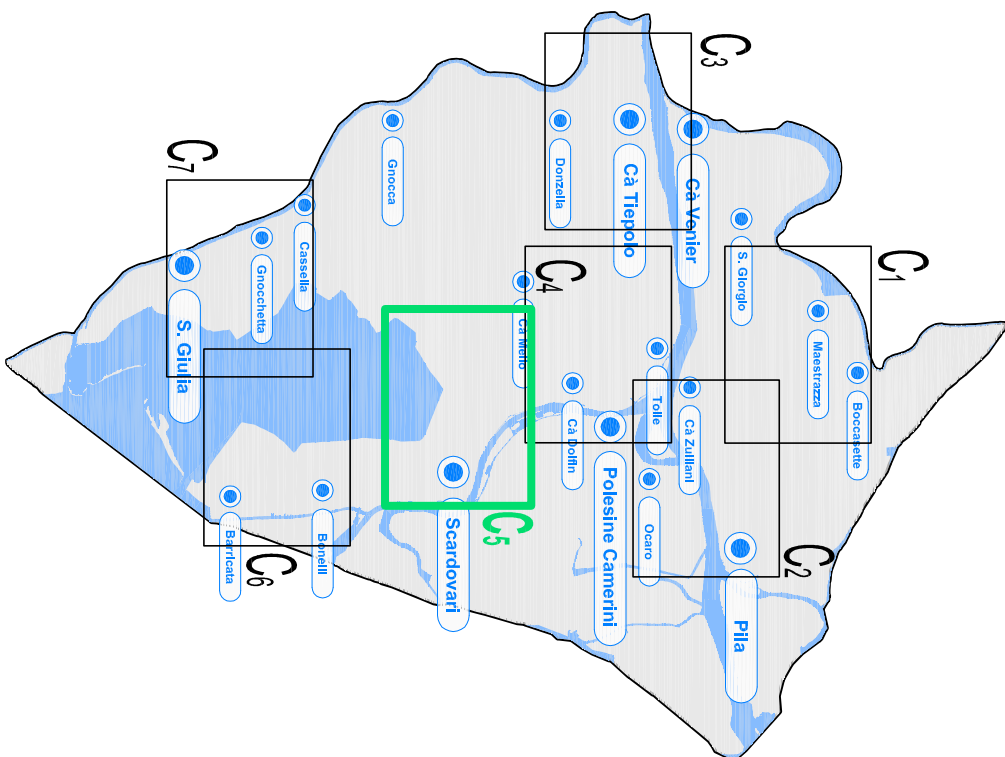 C1
Boccasette
Maestrazza
S. Giorgio
C2
Pila
Cà Zuliani
Ocaro
Tolle
Cà Venier
C3
Cà Tiepolo
Donzella
Polesine Camerini
Cà Dolfin
C4
Cà Mello
C5
Scardovari
Gnocca
Bonelli
C6
Barricata
Cassella
Gnocchetta
C7
S. Giulia